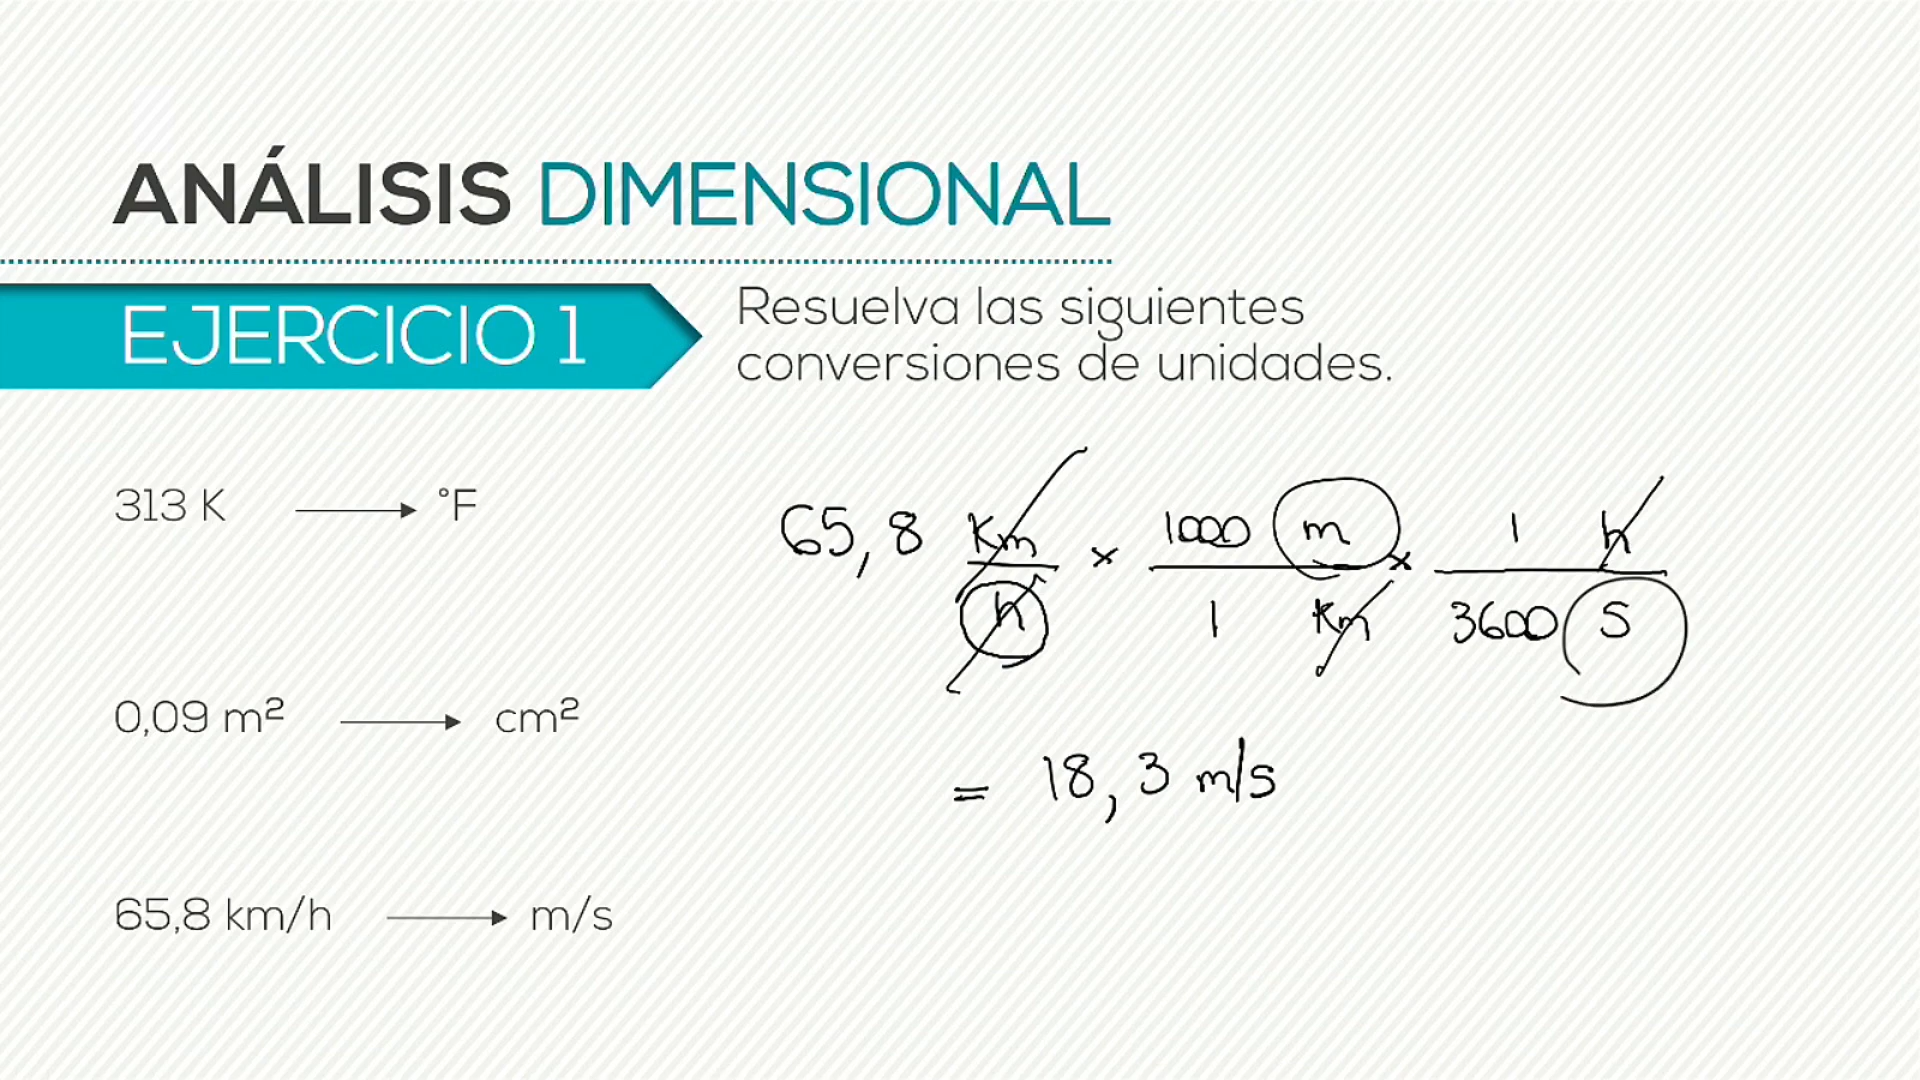 ANÁLISIS DIMENSIONAL
EJERCICIO 1
Resuelva las siguientes
conversiones de unidades.
313 K → °F
0,09 m² → cm²
65,8 km/h → m/s
65,8 Km/h × 1000 m / 1 Km × 1 h / 3600 s
= 18,3 m/s